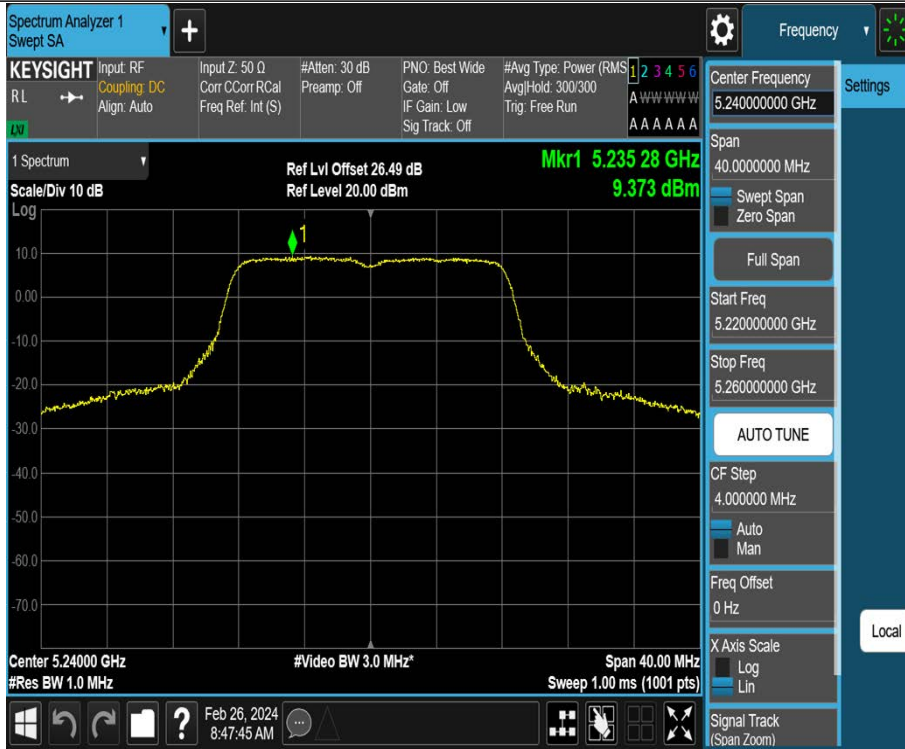 Spectrum Analyzer 1
Swept SA
+
Frequency
KEYSIGHT
RL
LXI
Input: RF
Coupling: DC
Align: Auto
Input Z: 50 Ω
Corr CCorr RCal
Freq Ref: Int (S)
#Atten: 30 dB
Preamp: Off
PNO: Best Wide
Gate: Off
IF Gain: Low
Sig Track: Off
#Avg Type: Power (RMS
Avg|Hold: 300/300
Trig: Free Run
1 2 3 4 5 6
A W W W W W
A A A A A A
1 Spectrum
Scale/Div 10 dB
Log
Ref Lvl Offset 26.49 dB
Ref Level 20.00 dBm
Mkr1 5.235 28 GHz
9.373 dBm
1
10.0
0.00
-10.0
-20.0
-30.0
-40.0
-50.0
-60.0
-70.0
Center 5.24000 GHz
#Res BW 1.0 MHz
#Video BW 3.0 MHz*
Span 40.00 MHz
Sweep 1.00 ms (1001 pts)
?
Feb 26, 2024
8:47:45 AM
Center Frequency
5.240000000 GHz
Span
40.0000000 MHz
Swept Span
Zero Span
Full Span
Start Freq
5.220000000 GHz
Stop Freq
5.260000000 GHz
AUTO TUNE
CF Step
4.000000 MHz
Auto
Man
Freq Offset
0 Hz
X Axis Scale
Log
Lin
Signal Track
(Span Zoom)
Settings
Local